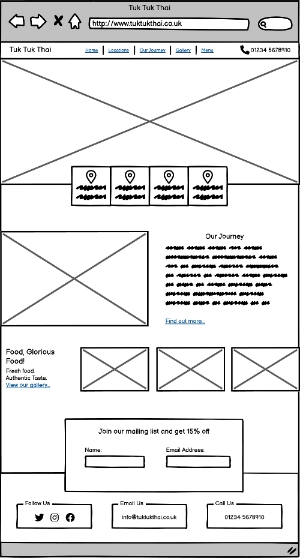 Tuk Tuk Thai
http://www.tuktukthai.co.uk
Tuk Tuk Thai
Home | Locations | Our Journey | Gallery | Menu
01234 5678910
Our Journey
Find out more..
Food, Glorious
Food!
Fresh food.
Authentic Taste.
View our gallery..
Join our mailing list and get 15% off
Name:
Email Address:
Follow Us
Email Us
Call Us
info@tuktukthai.co.uk
01234 5678910